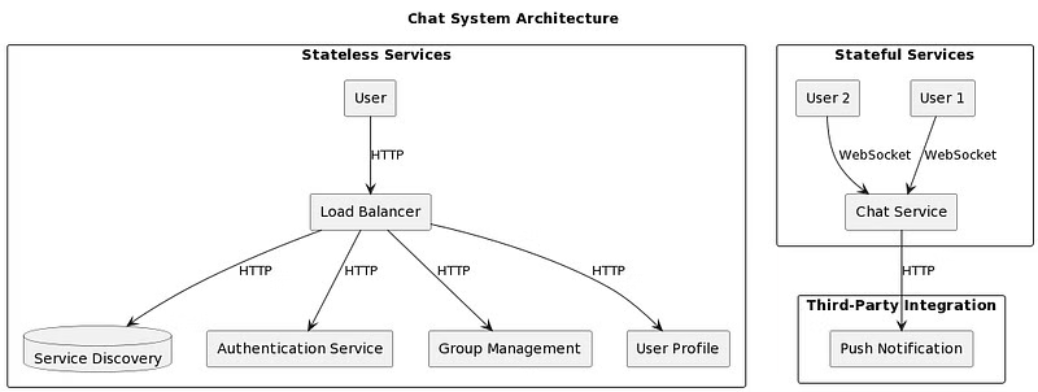 Chat System Architecture
Stateless Services
User
HTTP
Load Balancer
HTTP
HTTP
HTTP
HTTP
Service Discovery
Authentication Service
Group Management
User Profile
Stateful Services
User 2
User 1
WebSocket
WebSocket
Chat Service
HTTP
Third-Party Integration
Push Notification